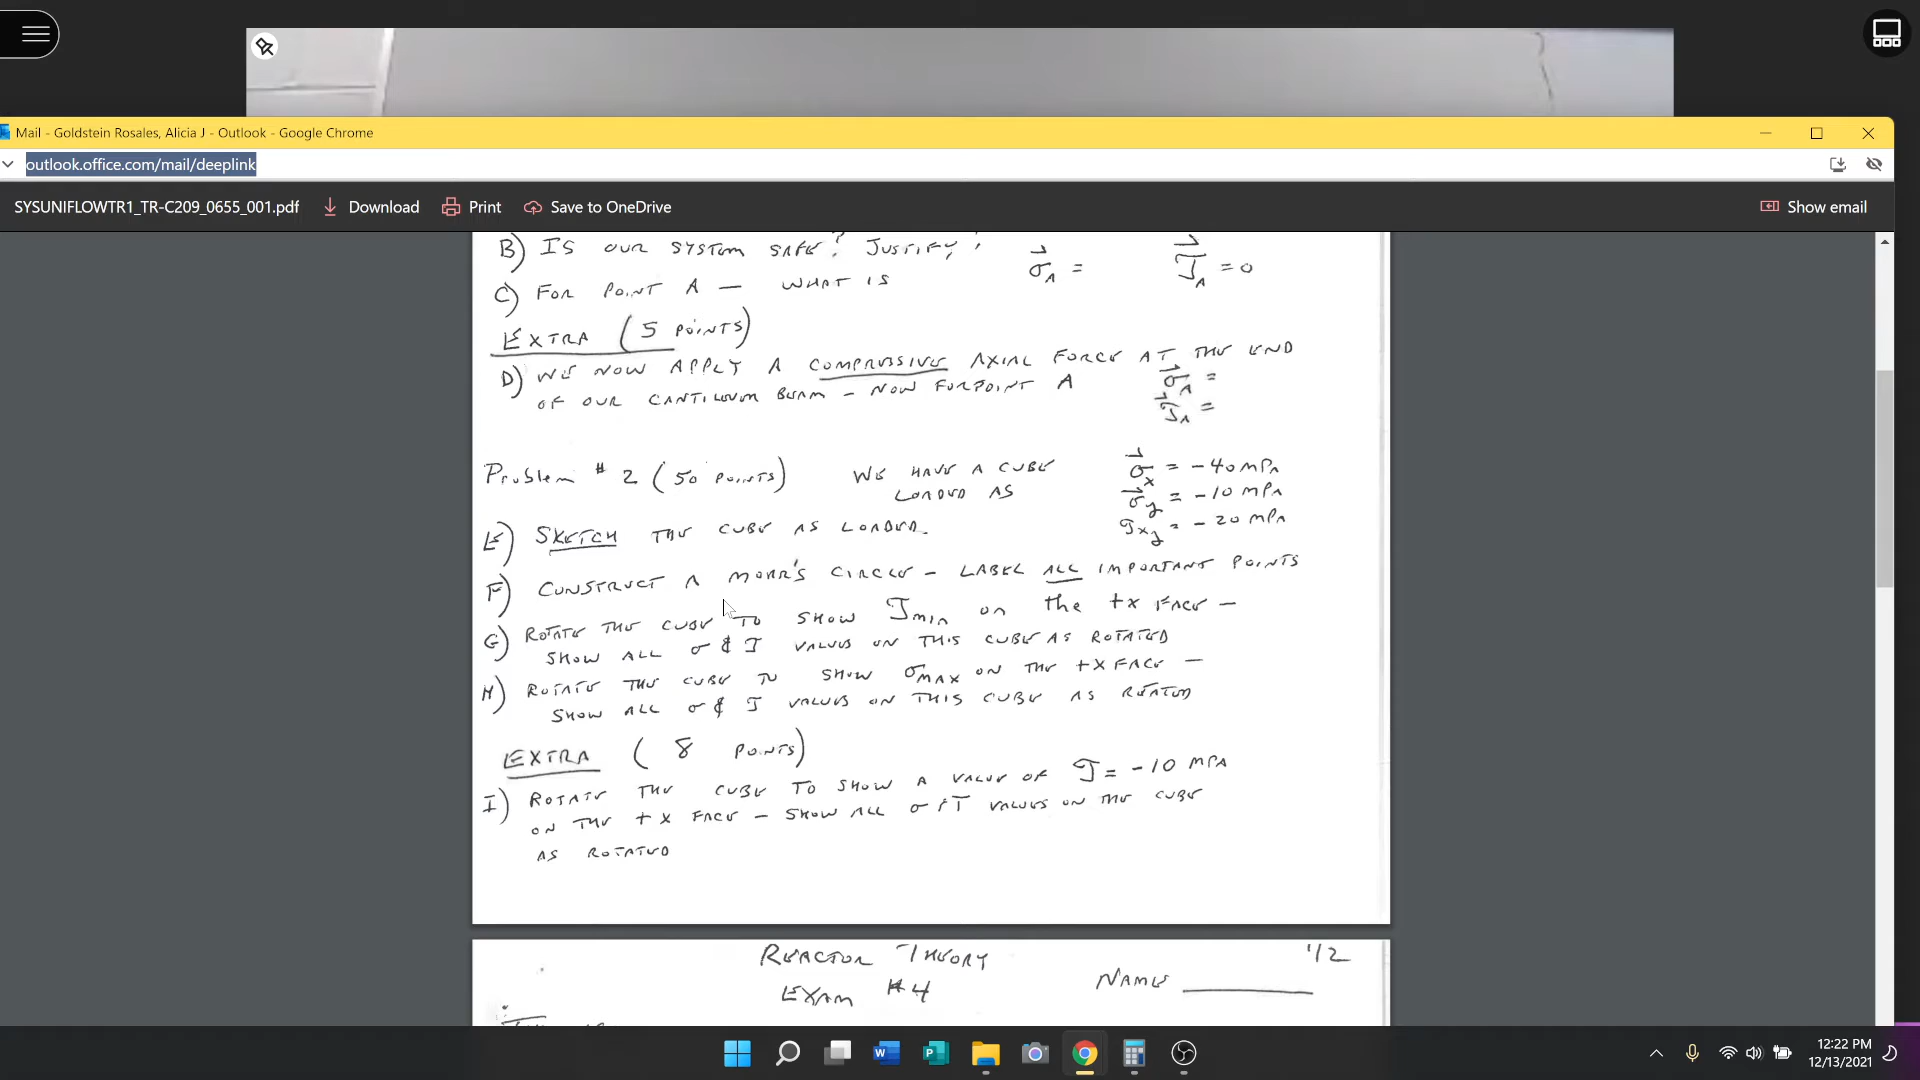 Mail - Goldstein Rosales, Alicia J - Outlook - Google Chrome
outlook.office.com/mail/deeplink
SYSUNIFLOWTR1_TR-C209_0655_001.pdf Download Print Save to OneDrive Show email
B) IS OUR SYSTEM SAFE? JUSTIFY!
C) FOR POINT A — WHAT IS σ⃗A = τ⃗A = 0
EXTRA (5 POINTS)
D) WE NOW APPLY A COMPRESSIVE AXIAL FORCE AT THE END
OF OUR CANTILEVER BEAM – NOW FOR POINT A σ⃗A =
τ⃗A =
Problem # 2 (50 POINTS) WE HAVE A CUBE
LOADED AS
σ⃗x = -40 MPA
σ⃗y = -10 MPA
τxy = -20 MPA
E) SKETCH THE CUBE AS LOADED.
F) CONSTRUCT A MOHR'S CIRCLE – LABEL ALL IMPORTANT POINTS
G) ROTATE THE CUBE TO SHOW τMIN on the +x FACE –
SHOW ALL σ & τ VALUES ON THIS CUBE AS ROTATED
H) ROTATE THE CUBE TO SHOW σMAX ON THE +X FACE –
SHOW ALL σ & τ VALUES ON THIS CUBE AS ROTATED
EXTRA (8 POINTS)
I) ROTATE THE CUBE TO SHOW A VALUE OF τ = -10 MPA
ON THE +X FACE – SHOW ALL σ & τ VALUES ON THE CUBE
AS ROTATED
REACTOR THEORY 1/2
EXAM #4 NAME
12:22 PM
12/13/2021